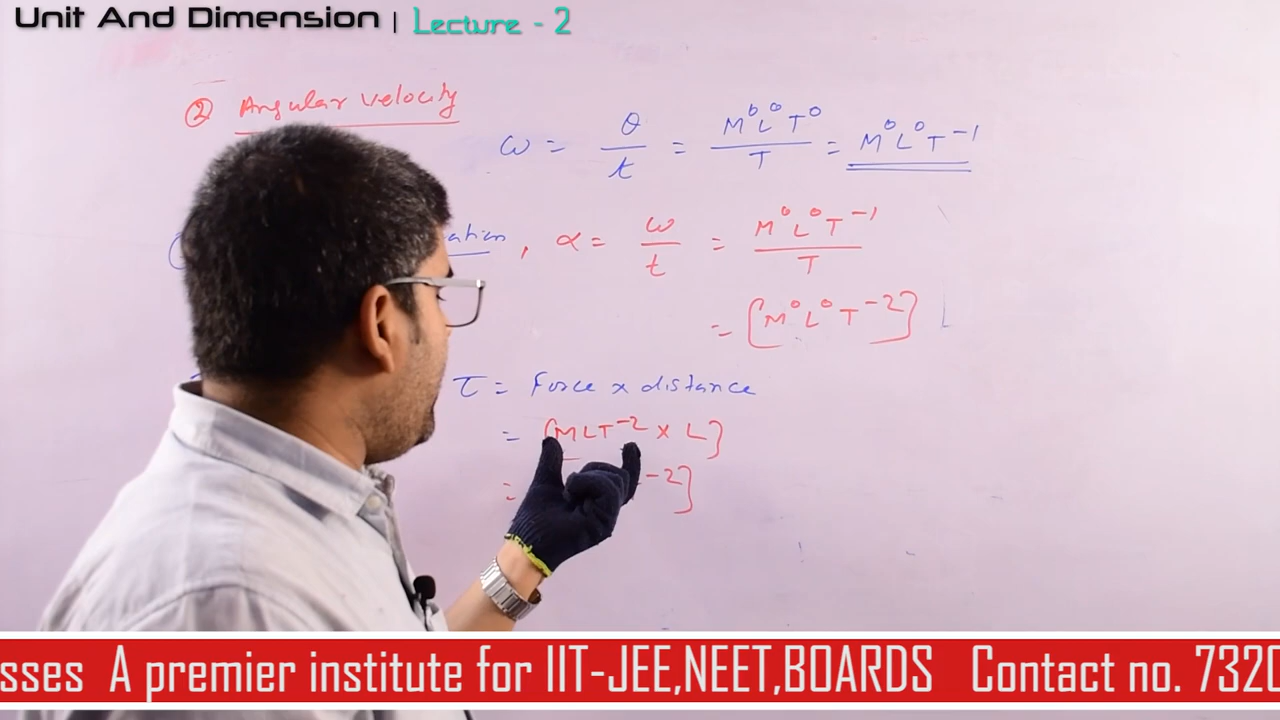 Unit And Dimension | Lecture - 2
② Angular velocity
ω = θ/t = M⁰L⁰T⁰/T = M⁰L⁰T⁻¹
, α = ω/t = M⁰L⁰T⁻¹/T
= [M⁰L⁰T⁻²]
τ = Force x distance
= [MLT⁻² x L]
= ⁻²]
sses A premier institute for IIT-JEE,NEET,BOARDS Contact no. 7320